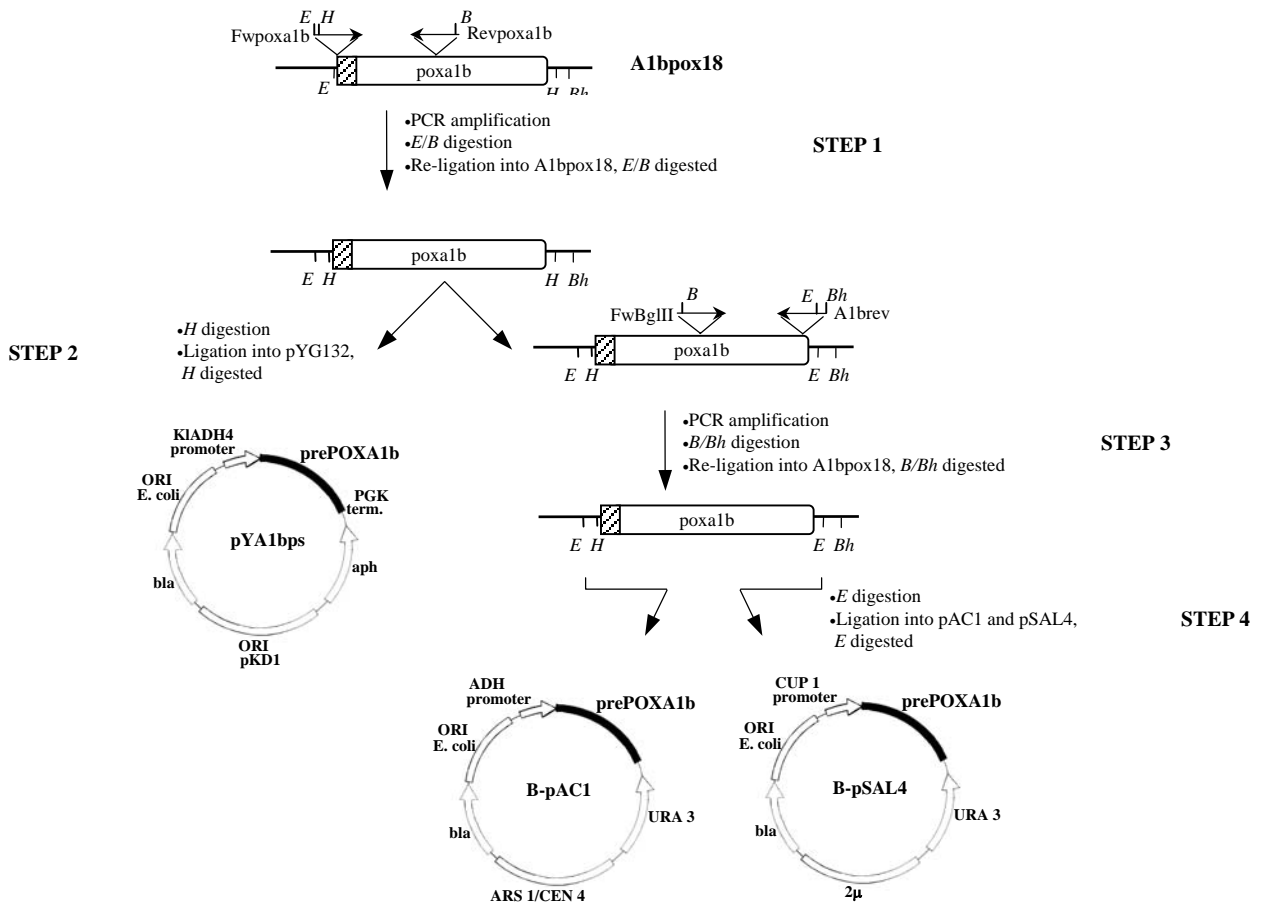 E H
B
Fwpoxa1b
Revpoxa1b
A1bpox18
poxa1b
E
H Bh
•PCR amplification
•E/B digestion
•Re-ligation into A1bpox18, E/B digested
STEP 1
poxa1b
E H
H Bh
STEP 2
•H digestion
•Ligation into pYG132,
H digested
B
E Bh
FwBglII
A1brev
poxa1b
E H
E Bh
•PCR amplification
•B/Bh digestion
•Re-ligation into A1bpox18, B/Bh digested
STEP 3
KlADH4
promoter
prePOXA1b
ORI
E. coli
PGK
term.
pYA1bps
bla
aph
ORI
pKD1
poxa1b
E H
E Bh
•E digestion
•Ligation into pAC1 and pSAL4,
E digested
STEP 4
ADH
promoter
prePOXA1b
ORI
E. coli
B-pAC1
bla
URA 3
ARS 1/CEN 4
CUP 1
promoter
prePOXA1b
ORI
E. coli
B-pSAL4
bla
URA 3
2μ